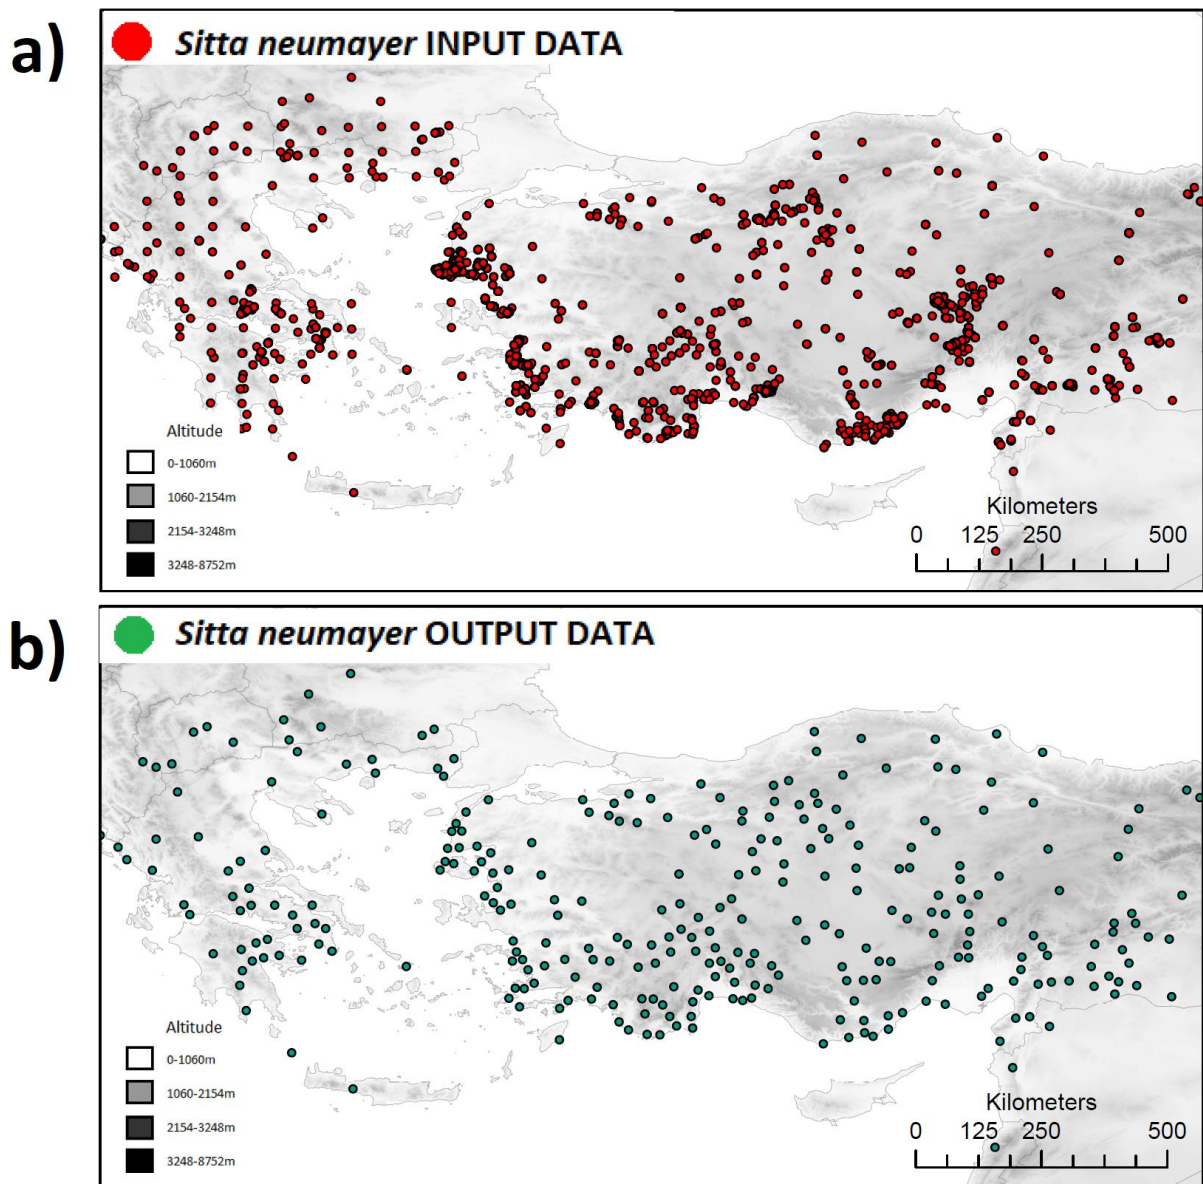 a)
Sitta neumayer INPUT DATA
Altitude
0-1060m
1060-2154m
2154-3248m
3248-8752m
Kilometers
0 125 250 500
b)
Sitta neumayer OUTPUT DATA
Altitude
0-1060m
1060-2154m
2154-3248m
3248-8752m
Kilometers
0 125 250 500